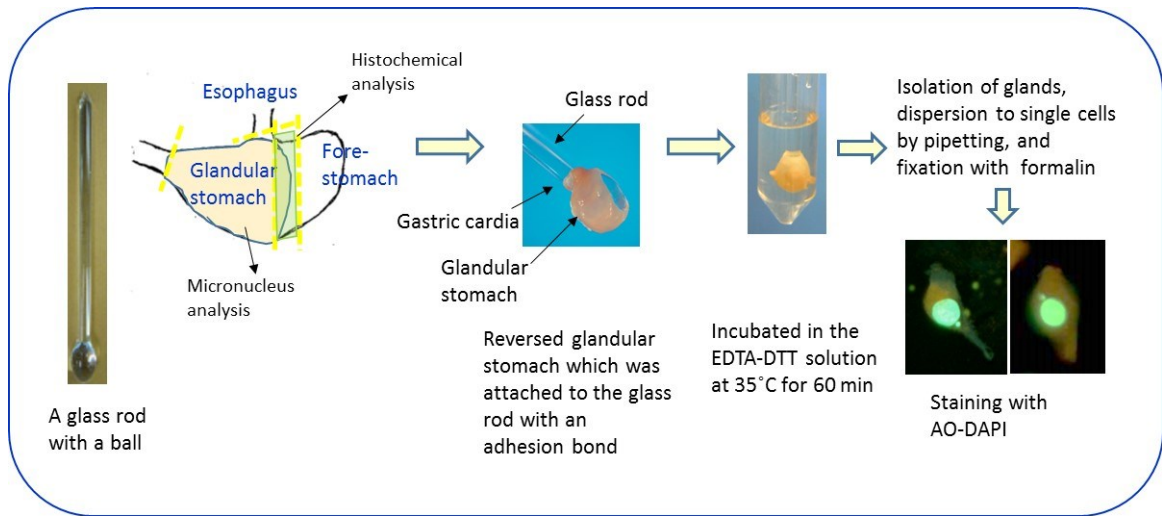 A glass rod
with a ball
Esophagus
Histochemical
analysis
Glandular
stomach
Fore-
stomach
Micronucleus
analysis
Glass rod
Gastric cardia
Glandular
stomach
Reversed glandular
stomach which was
attached to the glass
rod with an
adhesion bond
Incubated in the
EDTA-DTT solution
at 35˚C for 60 min
Isolation of glands,
dispersion to single cells
by pipetting, and
fixation with formalin
Staining with
AO-DAPI